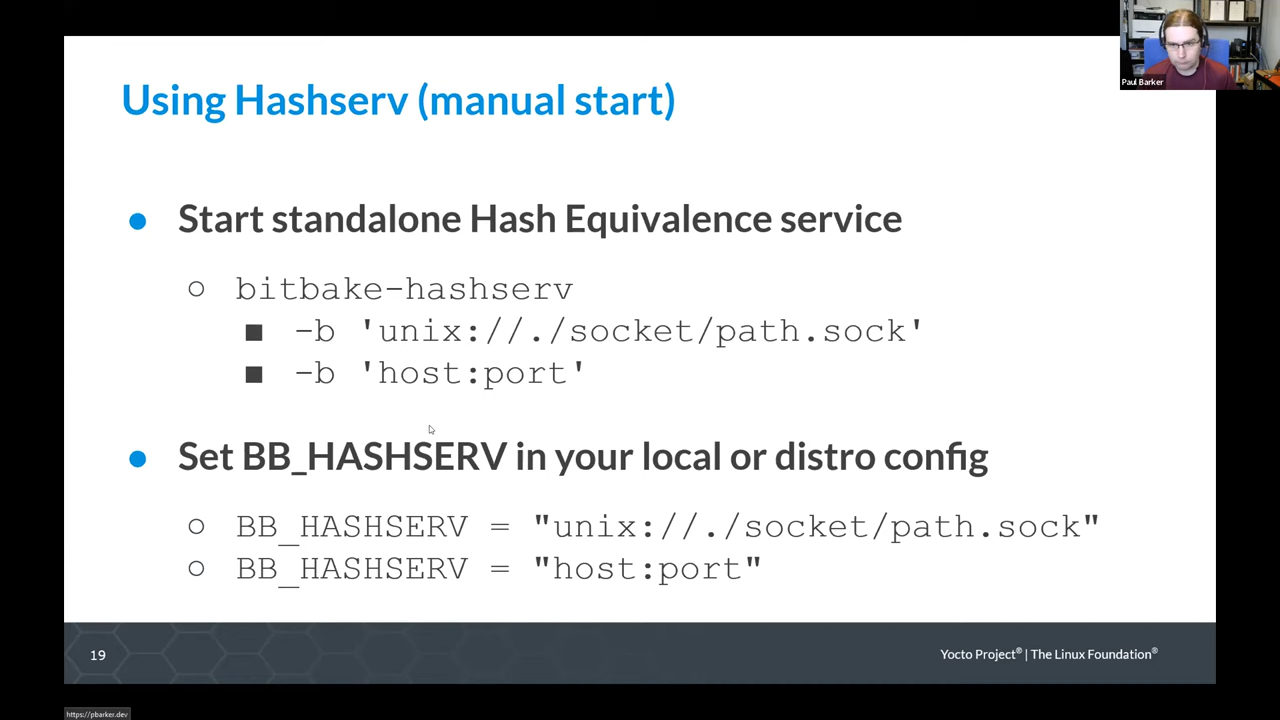 Paul Barker
Using Hashserv (manual start)
● Start standalone Hash Equivalence service
○ bitbake-hashserv
■ -b 'unix://./socket/path.sock'
■ -b 'host:port'
● Set BB_HASHSERV in your local or distro config
○ BB_HASHSERV = "unix://./socket/path.sock"
○ BB_HASHSERV = "host:port"
19
Yocto Project® | The Linux Foundation®
https://pbarker.dev